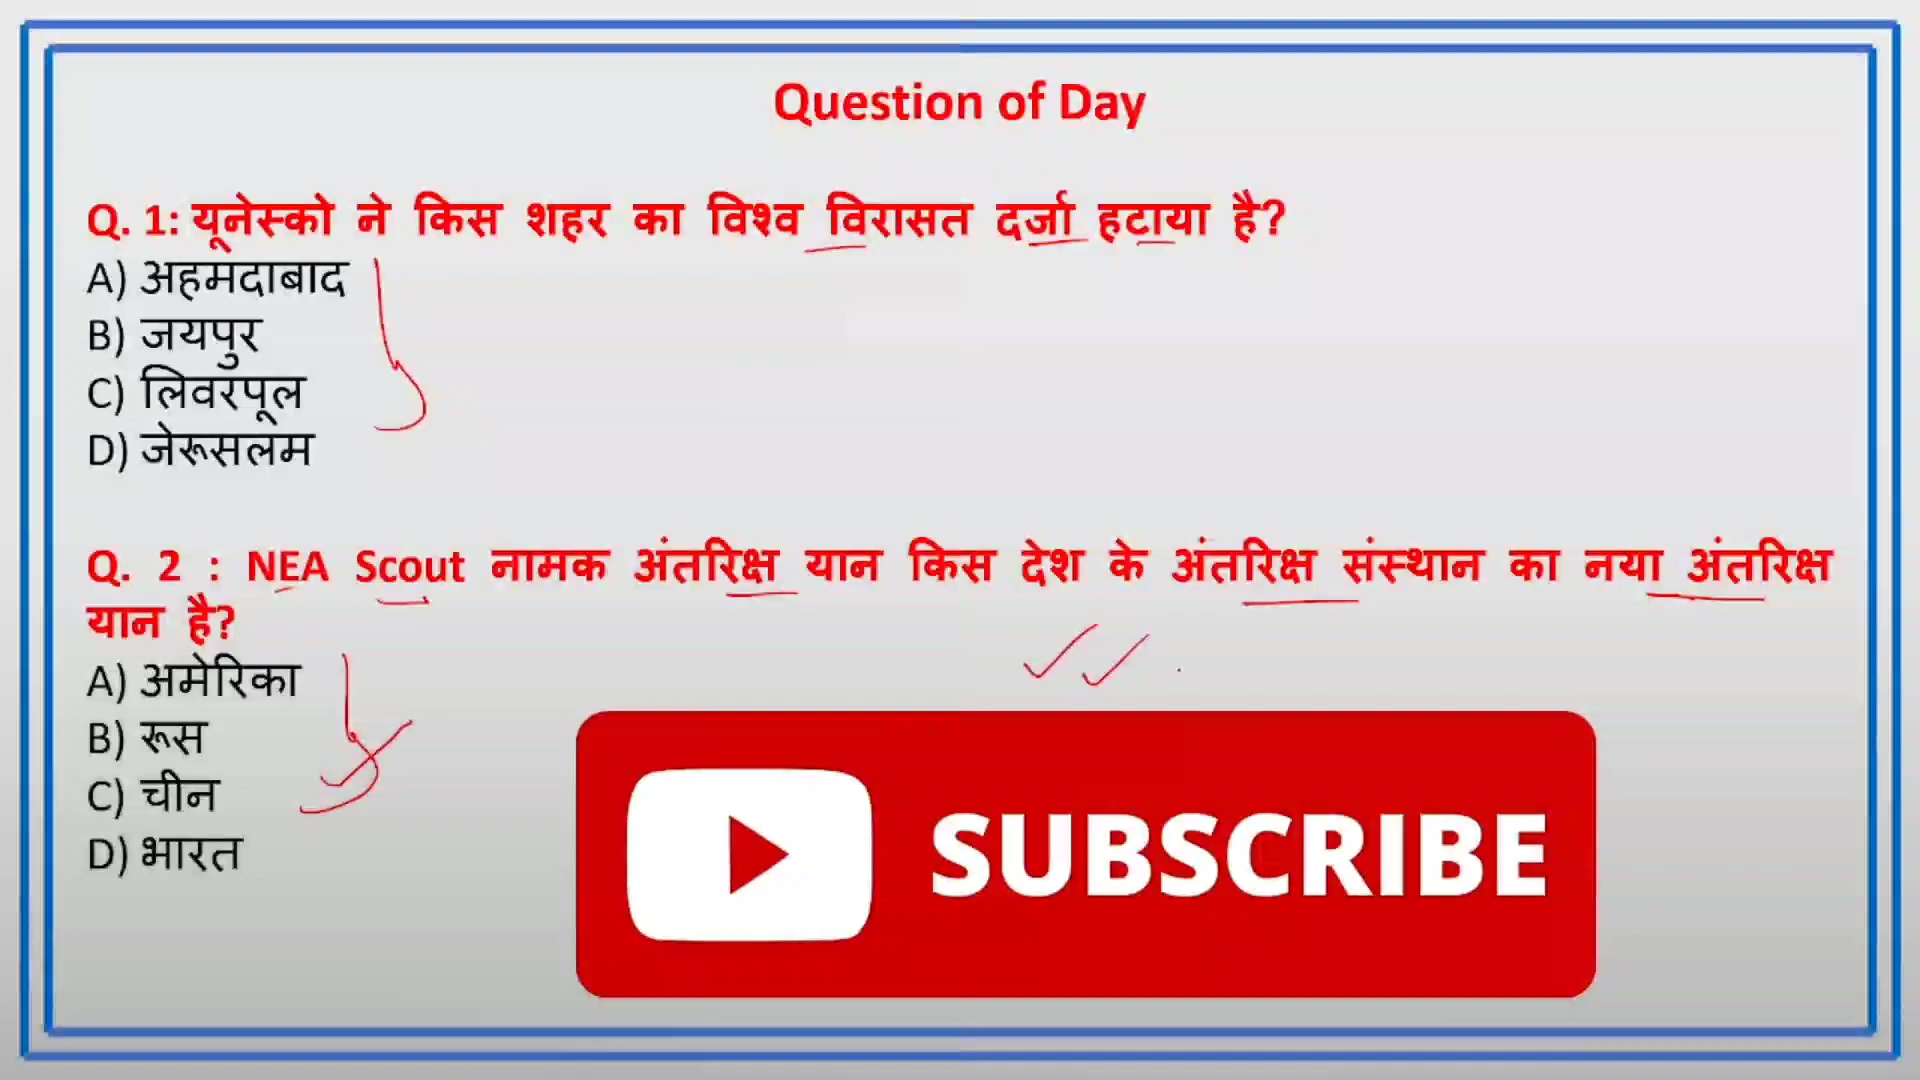 Question of Day
Q. 1: यूनेस्को ने किस शहर का विश्व विरासत दर्जा हटाया है?
A) अहमदाबाद
B) जयपुर
C) लिवरपूल
D) जेरूसलम
Q. 2 : NEA Scout नामक अंतरिक्ष यान किस देश के अंतरिक्ष संस्थान का नया अंतरिक्ष
यान है?
A) अमेरिका
B) रूस
C) चीन
D) भारत
SUBSCRIBE